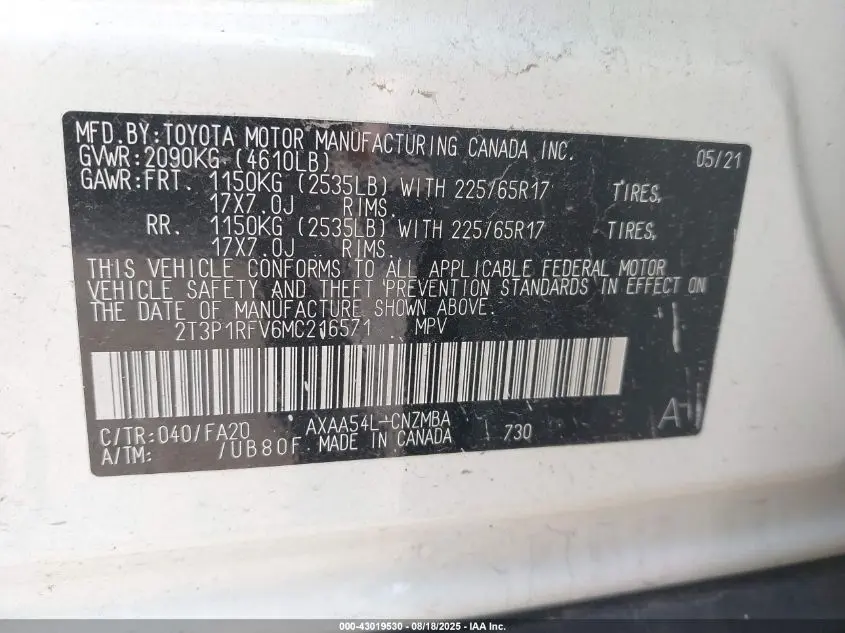 MFD.BY:TOYOTA MOTOR MANUFACTURING CANADA INC. 05/21
GVWR:2090KG (4610LB)
GAWR:FRT. 1150KG (2535LB) WITH 225/65R17 TIRES,
17X7.0J RIMS.
RR. 1150KG (2535LB) WITH 225/65R17 TIRES,
17X7.0J RIMS.
THIS VEHICLE CONFORMS TO ALL APPLICABLE FEDERAL MOTOR
VEHICLE SAFETY AND THEFT PREVENTION STANDARDS IN EFFECT ON
THE DATE OF MANUFACTURE SHOWN ABOVE.
2T3P1RFV6MC216571 MPV
C/TR:040/FA20 AXAA54L-CNZMBA 730
A/TM: /UB80F MADE IN CANADA
000-43019530 - 08/18/2025 - IAA Inc.